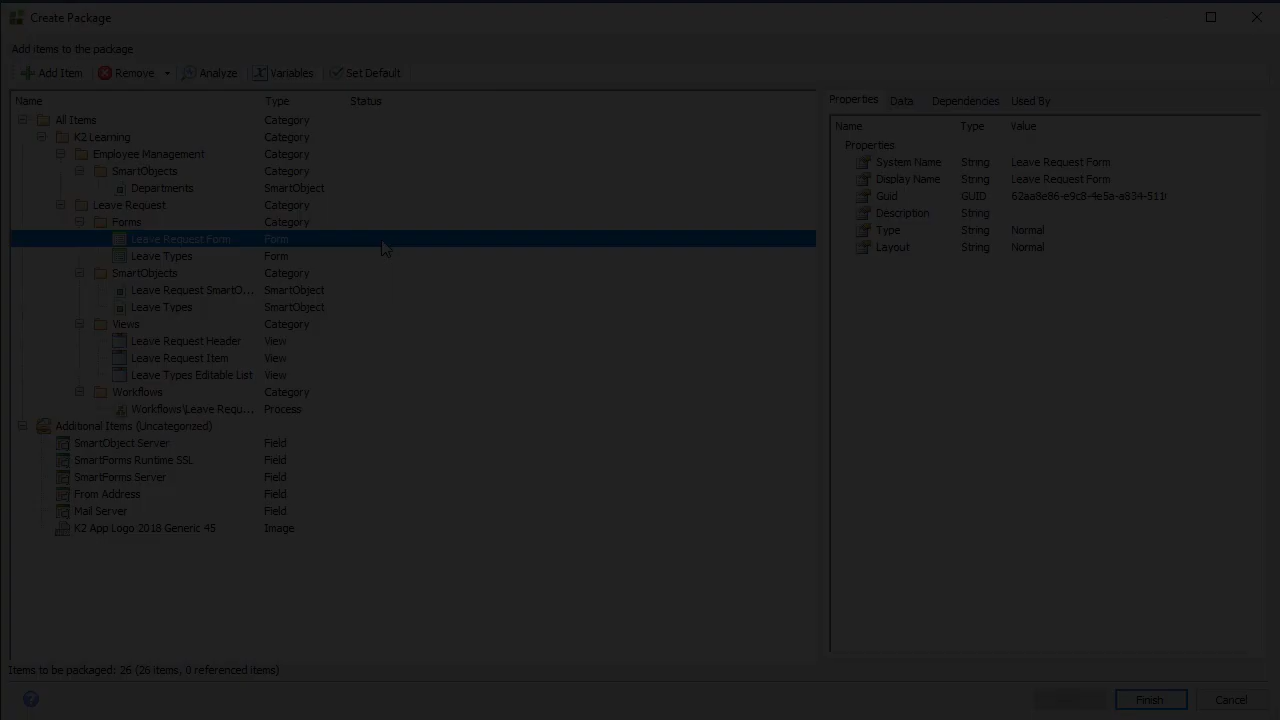 Create Package
Add items to the package
Add Item Remove Analyze Variables Set Default
Name Type Status
All Items Category
K2 Learning Category
Employee Management Category
SmartObjects Category
Departments SmartObject
Leave Request Category
Forms Category
Leave Request Form Form
Leave Types Form
SmartObjects Category
Leave Request SmartO... SmartObject
Leave Types SmartObject
Views Category
Leave Request Header View
Leave Request Item View
Leave Types Editable List View
Workflows Category
Workflows\Leave Requ... Process
Additional Items (Uncategorized)
SmartObject Server Field
SmartForms Runtime SSL Field
SmartForms Server Field
From Address Field
Mail Server Field
K2 App Logo 2018 Generic 45 Image
Properties Data Dependencies Used By
Name Type Value
Properties
System Name String Leave Request Form
Display Name String Leave Request Form
Guid GUID 62aa8e86-e9c8-4e5a-a834-511
Description String
Type String Normal
Layout String Normal
Items to be packaged: 26 (26 items, 0 referenced items)
Finish Cancel